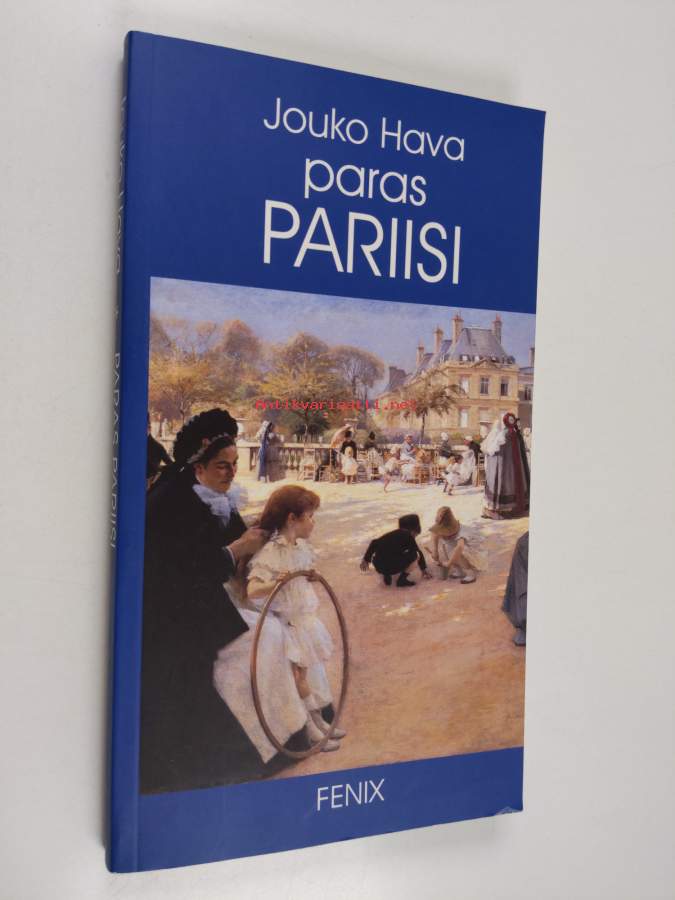 Jouko Hava
paras
PARIISI
antikvariaatti.net
FENIX
Jouko Hava
PARAS PARIISI